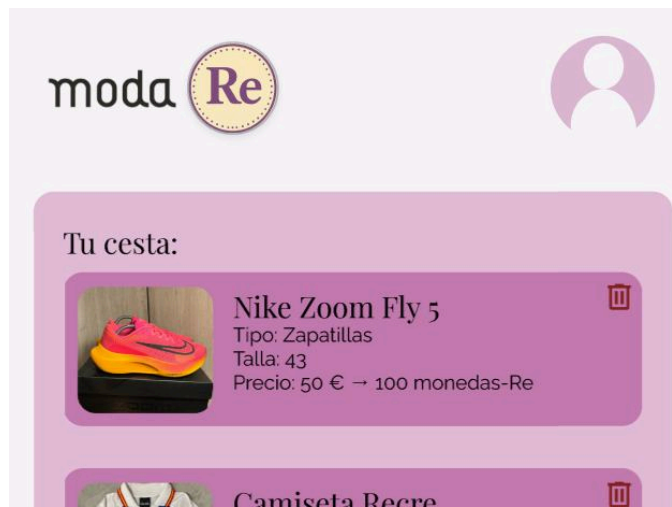 moda Re
Tu cesta:
Nike Zoom Fly 5
Tipo: Zapatillas
Talla: 43
Precio: 50 € → 100 monedas-Re
Camiseta Recre